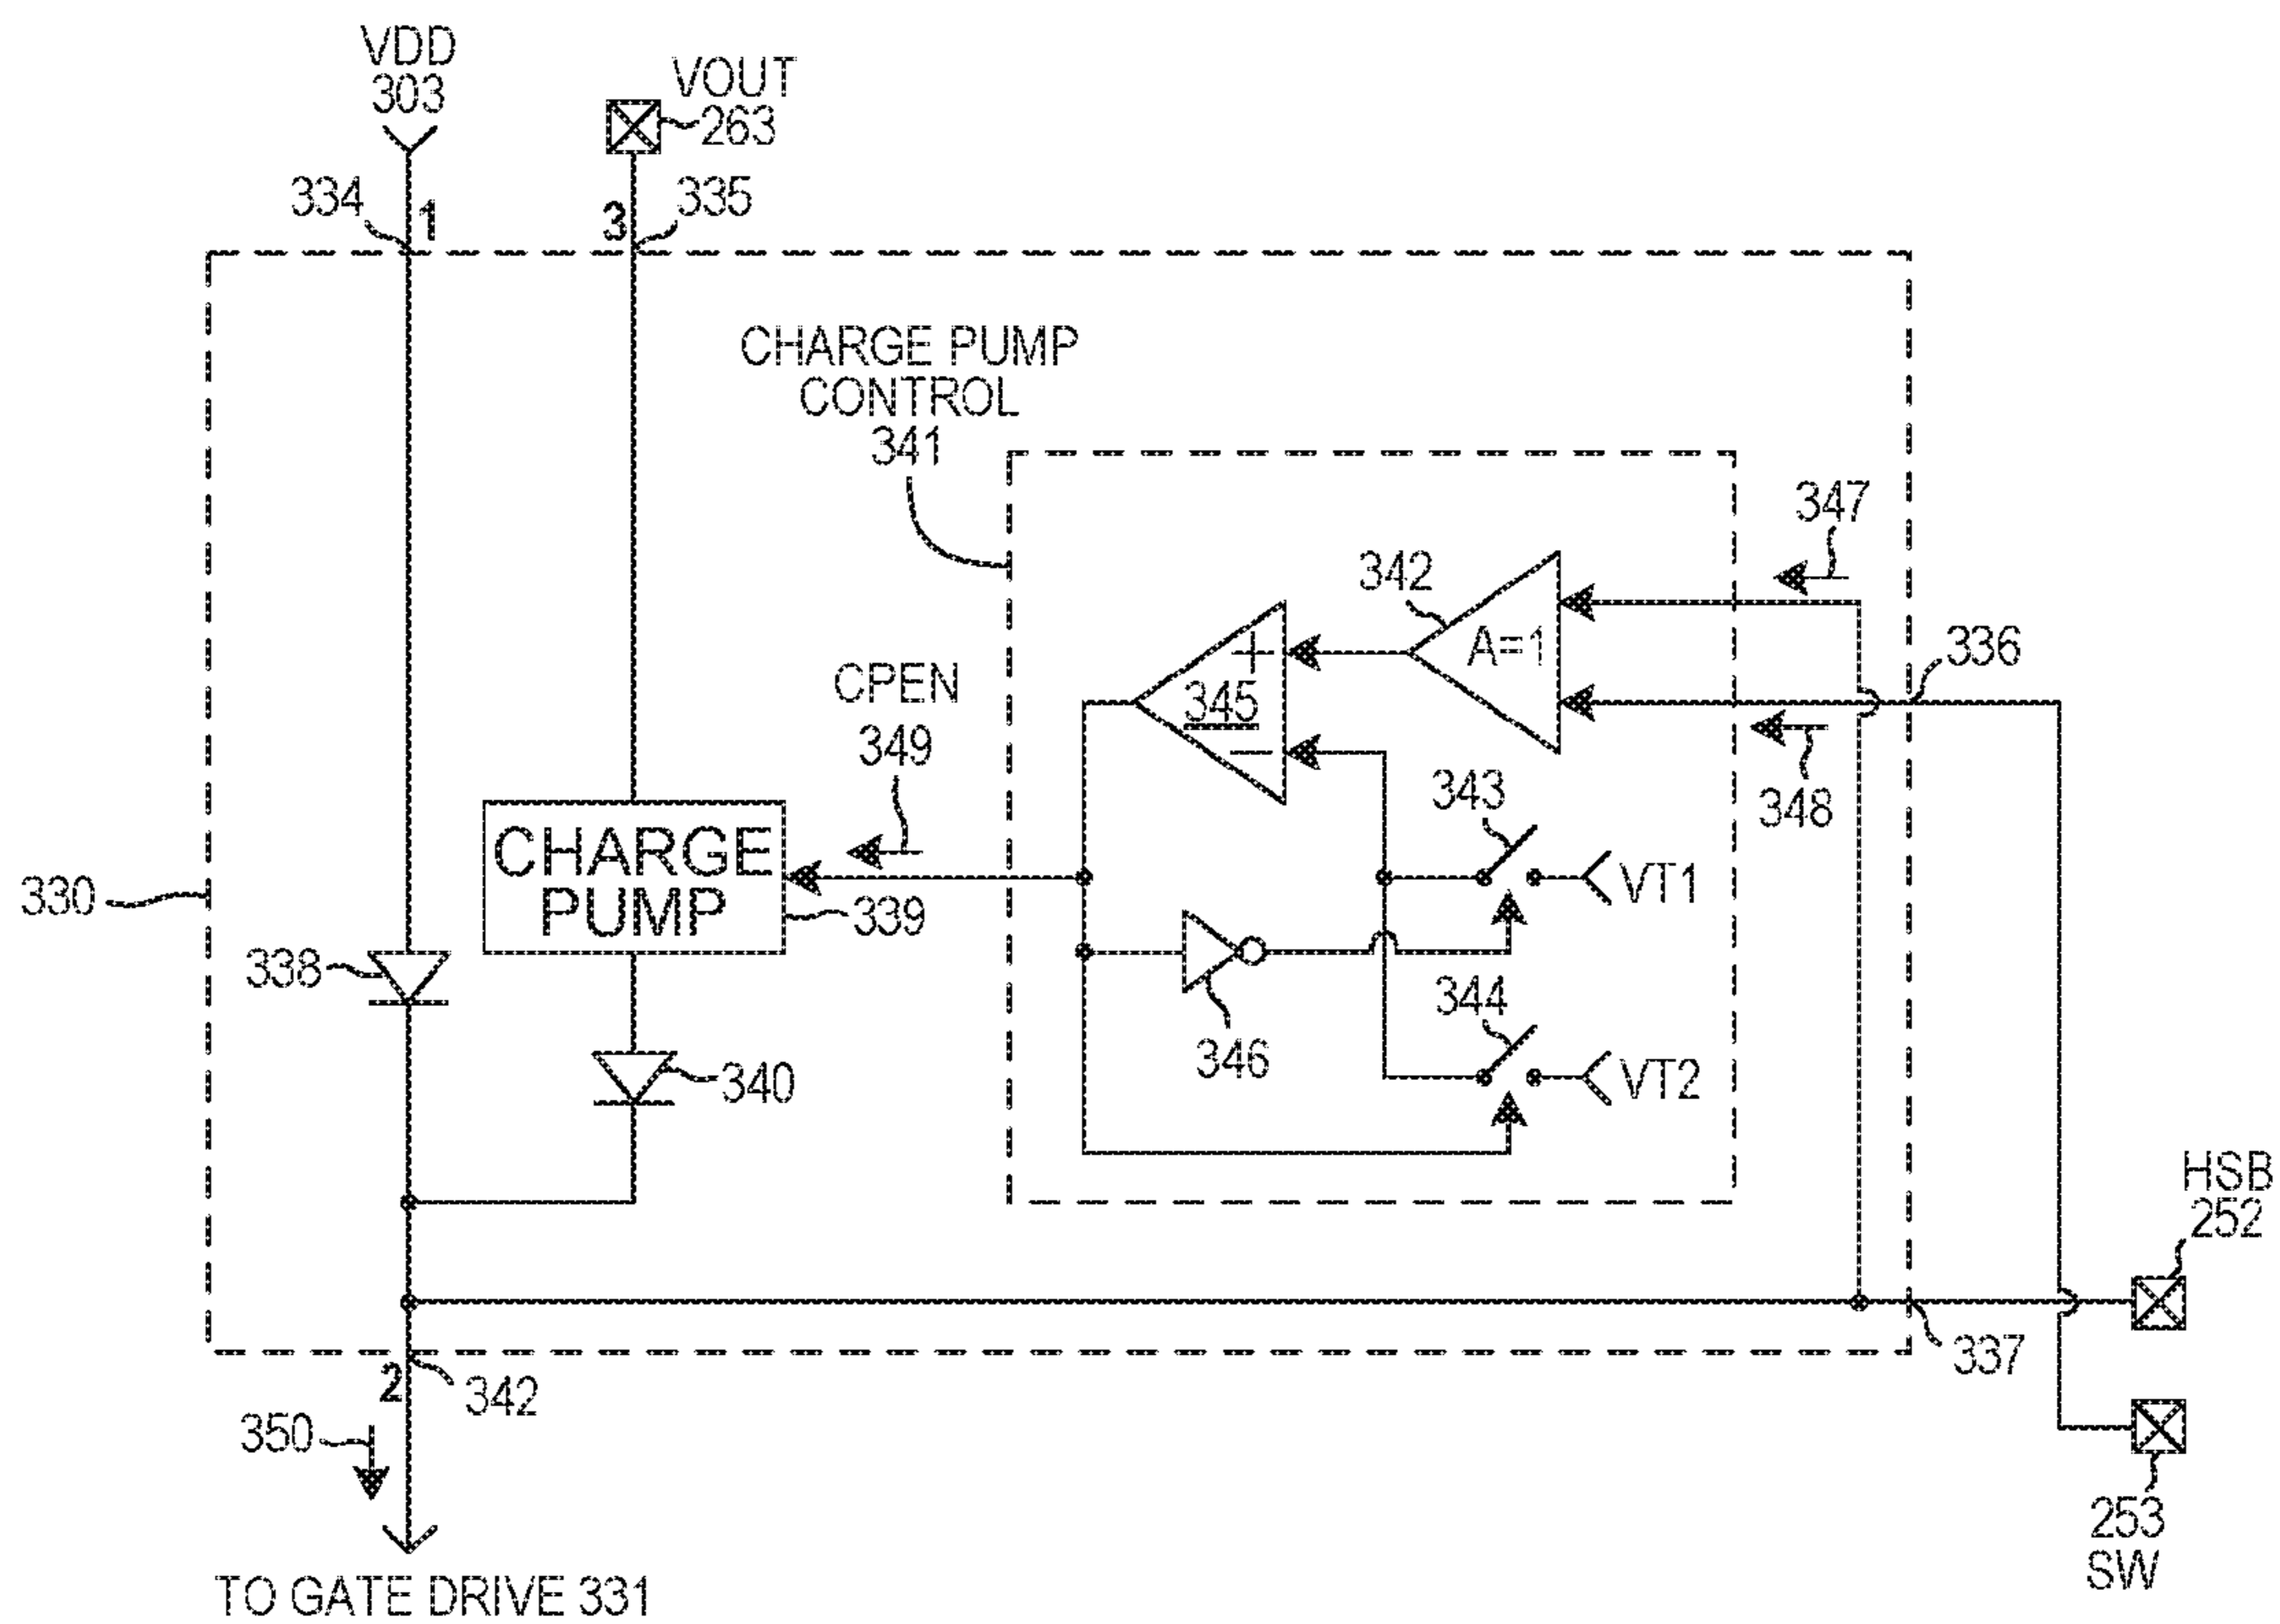 VDD
303
VOUT
263
334
1
3
335
CHARGE PUMP
CONTROL
341
347
342
A=1
336
CPEN
349
345
+
−
348
343
VT1
CHARGE
PUMP
339
330
338
346
344
VT2
340
HSB
252
337
2
342
350
253
SW
TO GATE DRIVE 331